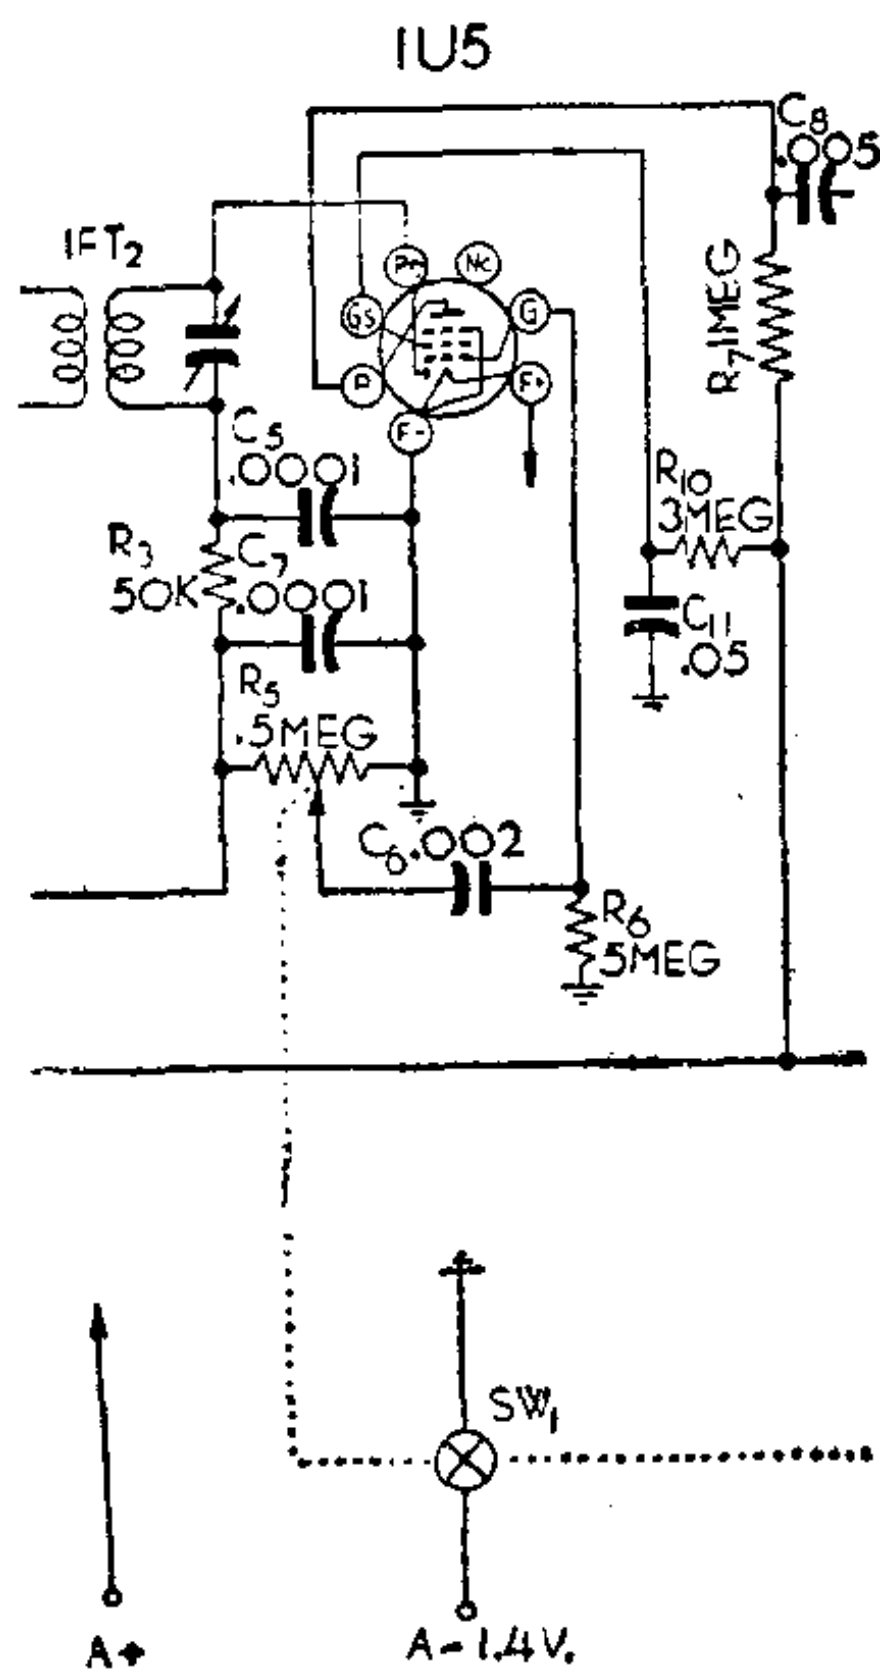 1U5
C8
.005
IFT2
Pd
Nc
Gs
G
R7 1MEG
P
F+
F-
C5
.0001
R10
3MEG
R3
50K
C7
.0001
C11
.05
R5
.5MEG
C6 .002
R6
5MEG
SW1
A+
A-1.4V.